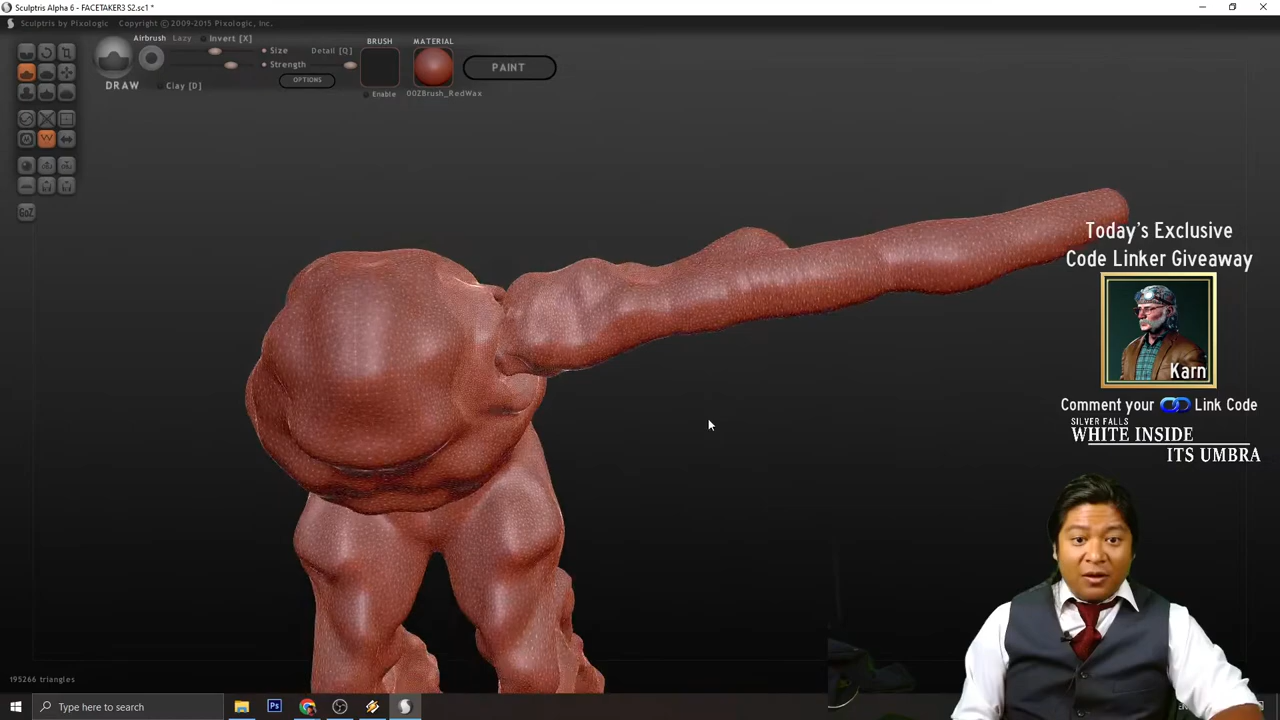 Sculptris Alpha 6 - FACETAKER3 S2.sc1 *
Sculptris by Pixologic Copyright © 2009-2015 Pixologic, Inc.
Airbrush Lazy Invert [X]
Size Detail [Q]
Strength
OPTIONS
DRAW Clay [D]
BRUSH
Enable
MATERIAL
00ZBrush_RedWax
PAINT
GoZ
Today's Exclusive
Code Linker Giveaway
Karn
Comment your Link Code
SILVER FALLS
WHITE INSIDE
ITS UMBRA
195266 triangles
Type here to search
Ps